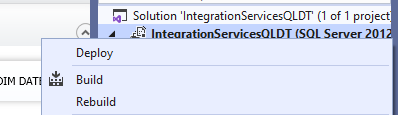 Solution 'IntegrationServicesQLDT' (1 of 1 project
IntegrationServicesQLDT (SQL Server 2012
Deploy
DIM DATE
Build
Rebuild